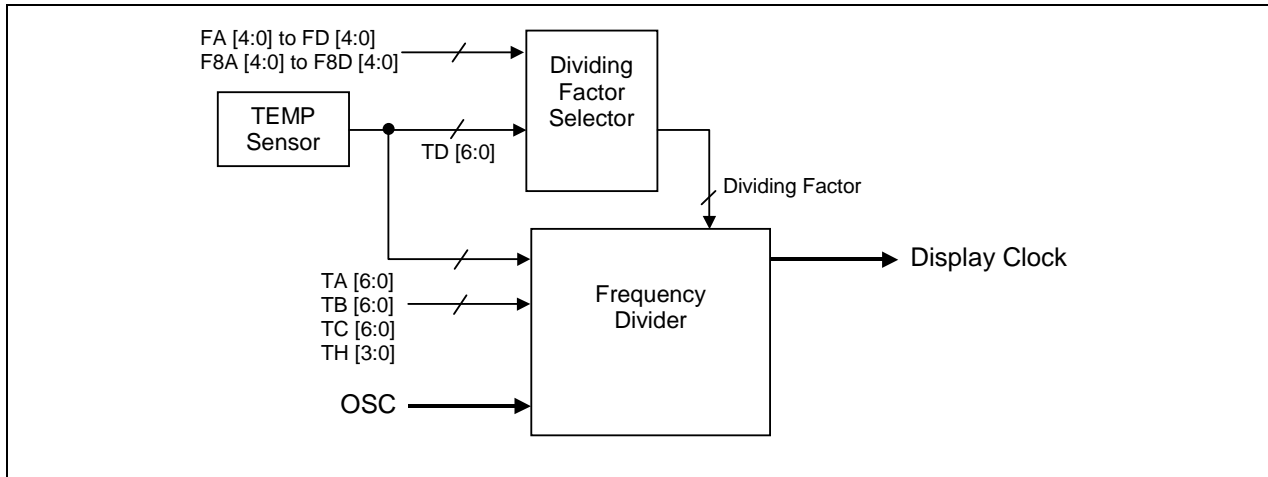 FA [4:0] to FD [4:0]
F8A [4:0] to F8D [4:0]
Dividing
Factor
Selector
TEMP
Sensor
TD [6:0]
Dividing Factor
Display Clock
TA [6:0]
TB [6:0]
TC [6:0]
TH [3:0]
Frequency
Divider
OSC